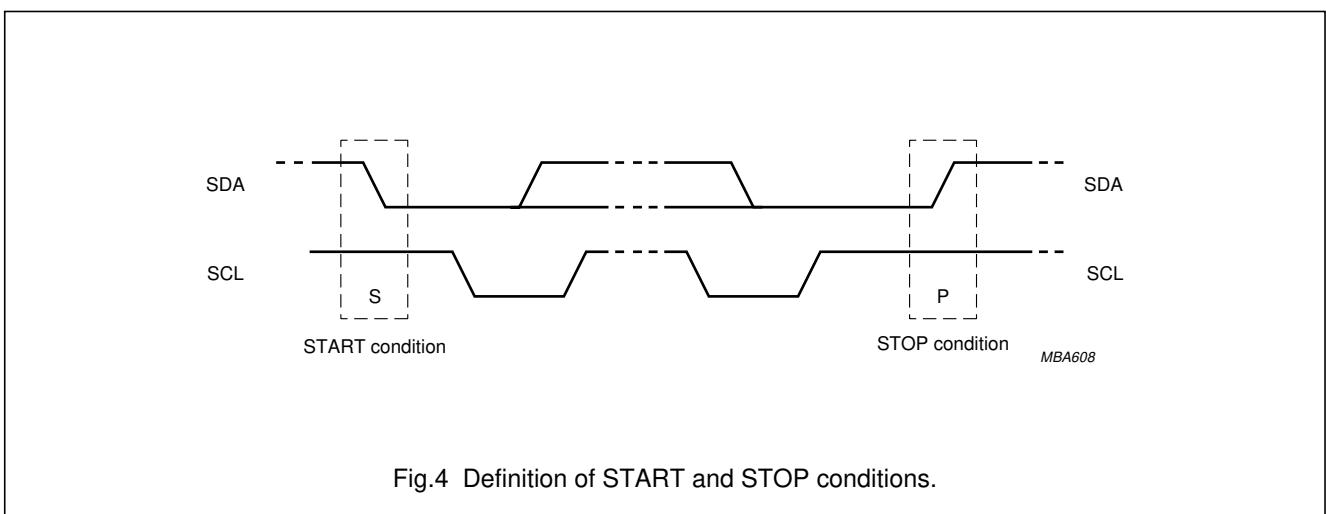 SDA
SDA
SCL
SCL
S
P
START condition
STOP condition
MBA608
Fig.4 Definition of START and STOP conditions.